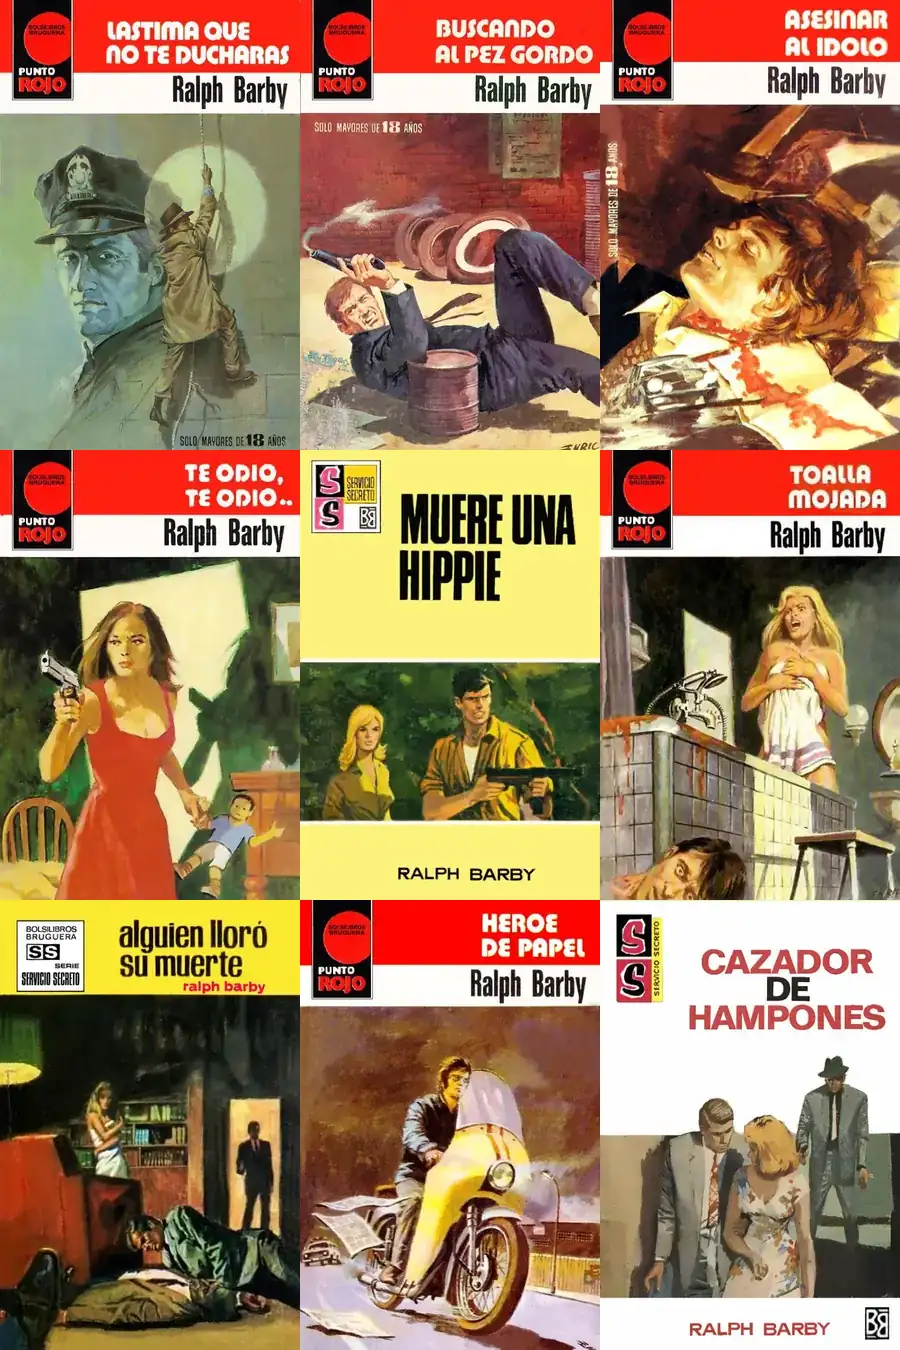 BOLSILIBROS
BRUGUERA
PUNTO
ROJO
LASTIMA QUE
NO TE DUCHARAS
Ralph Barby
SOLO MAYORES DE 18 AÑOS
BOLSILIBROS
BRUGUERA
PUNTO
ROJO
BUSCANDO
AL PEZ GORDO
Ralph Barby
SOLO MAYORES DE 18 AÑOS
ENRIC
BOLSILIBROS
BRUGUERA
PUNTO
ROJO
ASESINAR
AL IDOLO
Ralph Barby
SOLO MAYORES DE 18 AÑOS
BOLSILIBROS
BRUGUERA
PUNTO
ROJO
TE ODIO,
TE ODIO..
Ralph Barby
SS
SERVICIO
SECRETO
BB
MUERE UNA
HIPPIE
RALPH BARBY
BOLSILIBROS
BRUGUERA
PUNTO
ROJO
TOALLA
MOJADA
Ralph Barby
BOLSILIBROS
BRUGUERA
SS
SERIE
SERVICIO SECRETO
alguien lloró
su muerte
ralph barby
BOLSILIBROS
BRUGUERA
PUNTO
ROJO
HEROE
DE PAPEL
Ralph Barby
SS
SERVICIO SECRETO
CAZADOR
DE
HAMPONES
RALPH BARBY
BB